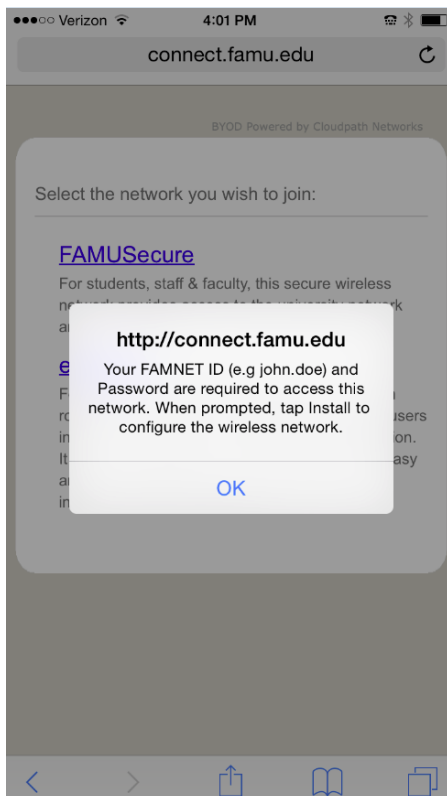 Verizon 4:01 PM
connect.famu.edu
BYOD Powered by Cloudpath Networks
Select the network you wish to join:
FAMUSecure
For students, staff & faculty, this secure wireless
http://connect.famu.edu
Your FAMNET ID (e.g john.doe) and
Password are required to access this
network. When prompted, tap Install to
configure the wireless network.
OK